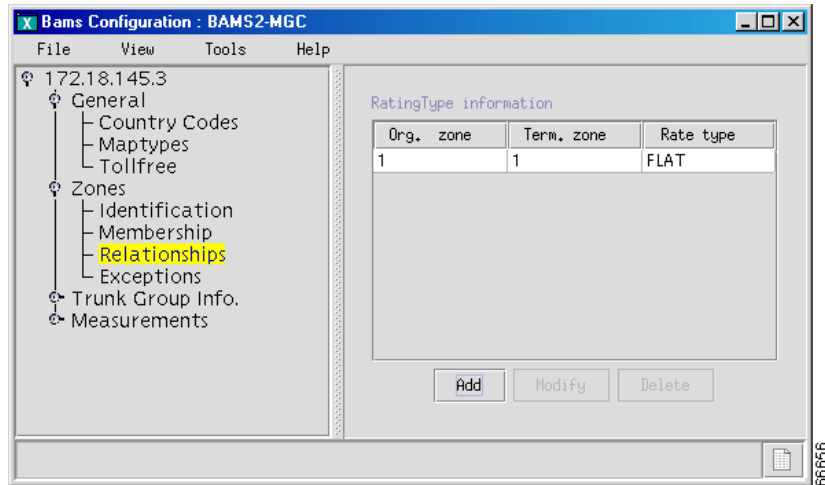 Bams Configuration : BAMS2-MGC
File View Tools Help
172.18.145.3
General
Country Codes
Maptypes
Tollfree
Zones
Identification
Membership
Relationships
Exceptions
Trunk Group Info.
Measurements
RatingType information
Org. zone Term. zone Rate type
1 1 FLAT
Add Modify Delete
66656